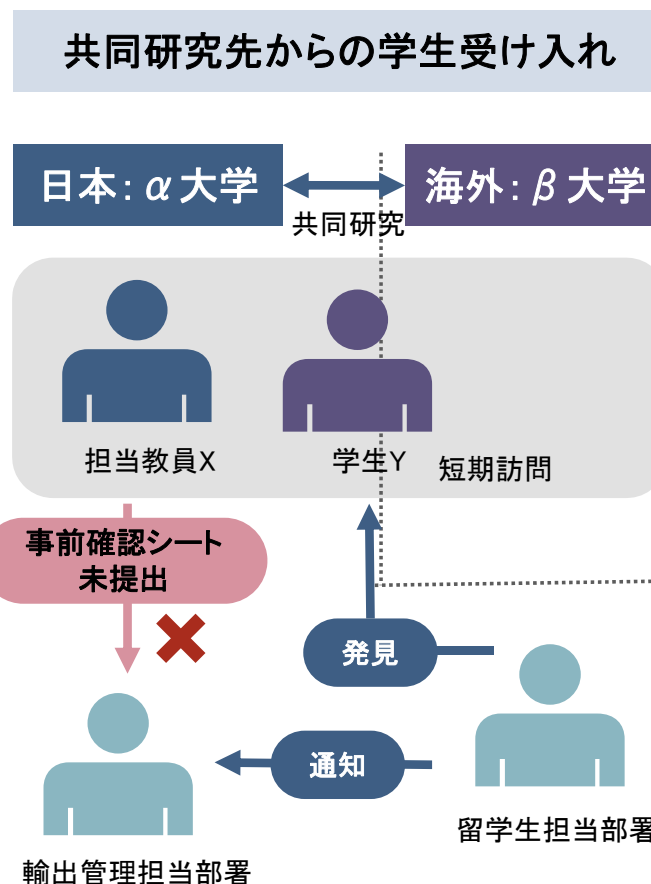 共同研究先からの学生受け入れ
日本：α大学
海外：β大学
共同研究
担当教員X
学生Y
短期訪問
事前確認シート
未提出
発見
通知
留学生担当部署
輸出管理担当部署